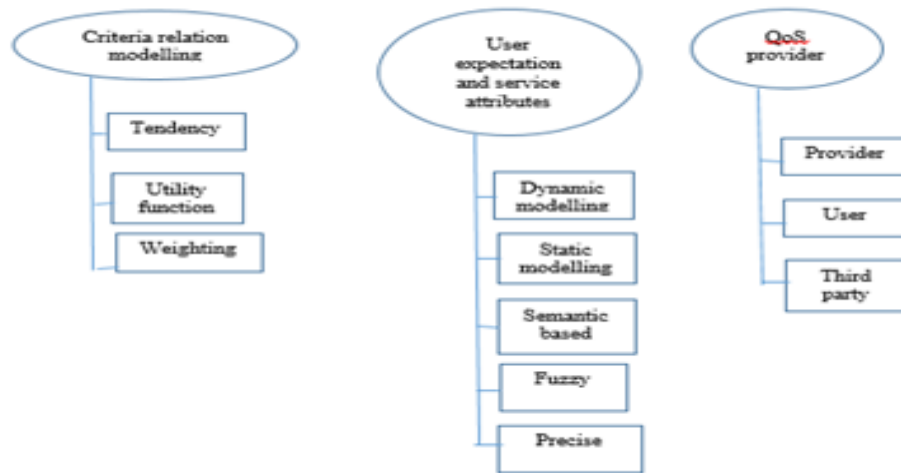 Criteria relation
modelling
Tendency
Utility
function
Weighting
User
expectation
and service
attributes
Dynamic
modelling
Static
modelling
Semantic
based
Fuzzy
Precise
QoS
provider
Provider
User
Third
party